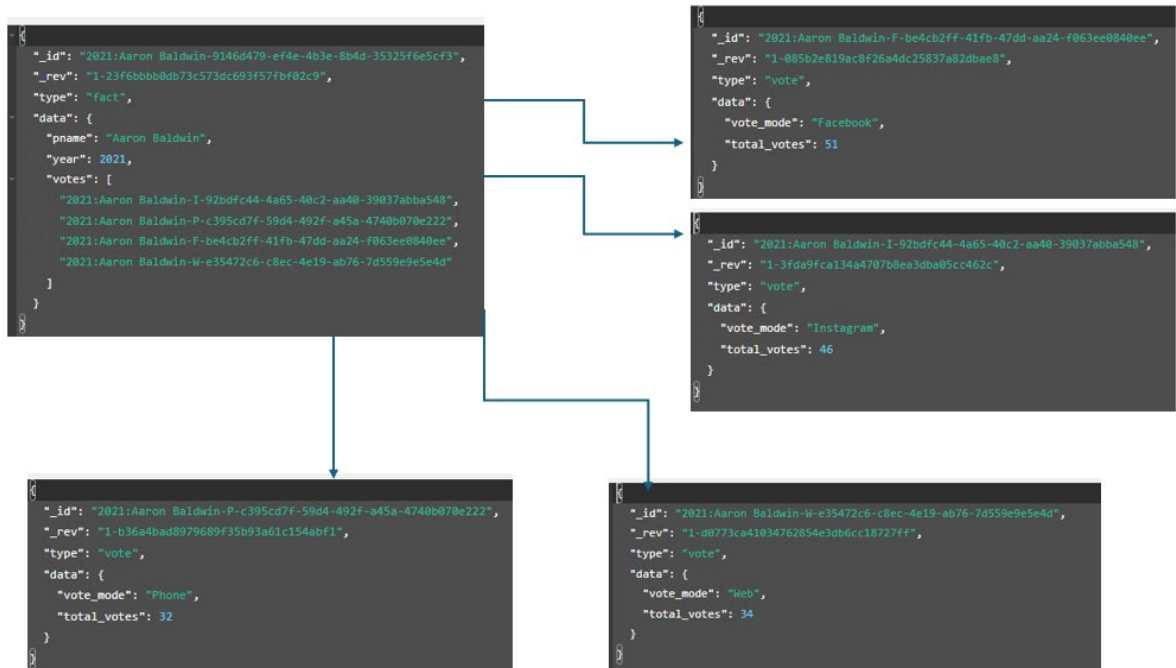 {
"_id": "2021:Aaron Baldwin-9146d479-ef4e-4b3e-8b4d-35325f6e5cf3",
"_rev": "1-23f6bbbb0db73c573dc693f57fbf02c9",
"type": "fact",
"data": {
"pname": "Aaron Baldwin",
"year": 2021,
"votes": [
"2021:Aaron Baldwin-I-92bdfc44-4a65-40c2-aa40-39037abba548",
"2021:Aaron Baldwin-P-c395cd7f-59d4-492f-a45a-4740b070e222",
"2021:Aaron Baldwin-F-be4cb2ff-41fb-47dd-aa24-f063ee0840ee",
"2021:Aaron Baldwin-W-e35472c6-c8ec-4e19-ab76-7d559e9e5e4d"
]
}
}
{
"_id": "2021:Aaron Baldwin-F-be4cb2ff-41fb-47dd-aa24-f063ee0840ee",
"_rev": "1-085b2e819ac8f26a4dc25837a82dbae8",
"type": "vote",
"data": {
"vote_mode": "Facebook",
"total_votes": 51
}
}
{
"_id": "2021:Aaron Baldwin-I-92bdfc44-4a65-40c2-aa40-39037abba548",
"_rev": "1-3fda9fca134a4707b8ea3dba05cc462c",
"type": "vote",
"data": {
"vote_mode": "Instagram",
"total_votes": 46
}
}
{
"_id": "2021:Aaron Baldwin-P-c395cd7f-59d4-492f-a45a-4740b070e222",
"_rev": "1-b36a4bad8979689f35b93a61c154abf1",
"type": "vote",
"data": {
"vote_mode": "Phone",
"total_votes": 32
}
}
{
"_id": "2021:Aaron Baldwin-W-e35472c6-c8ec-4e19-ab76-7d559e9e5e4d",
"_rev": "1-d0773ca41034762854e3db6cc18727ff",
"type": "vote",
"data": {
"vote_mode": "Web",
"total_votes": 34
}
}